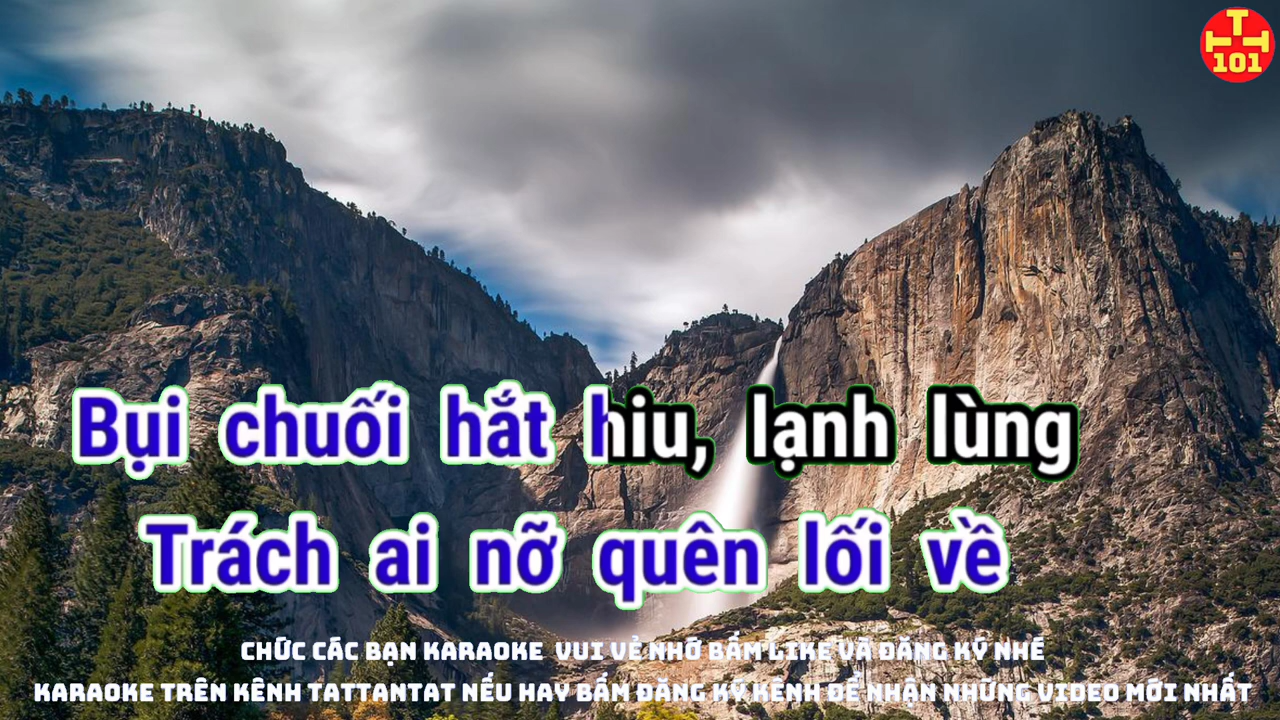 T
TT
101
Bụi chuối hắt hiu, lạnh lùng
Trách ai nỡ quên lối về
CHÚC CÁC BẠN KARAOKE VUI VẺ NHỚ BẤM LIKE VÀ ĐĂNG KÝ NHÉ
KARAOKE TRÊN KÊNH TATTANTAT NẾU HAY BẤM ĐĂNG KÝ KÊNH ĐỂ NHẬN NHỮNG VIDEO MỚI NHẤT